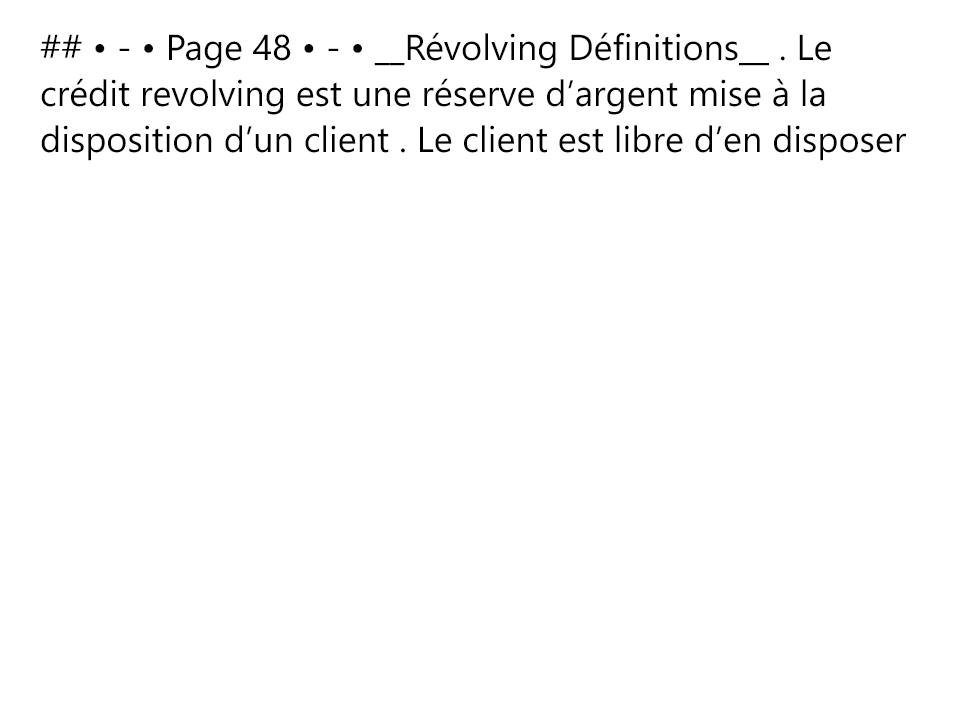 ## • - • Page 48 • - • __Révolving Définitions__ . Le
crédit revolving est une réserve d’argent mise à la
disposition d’un client . Le client est libre d’en disposer